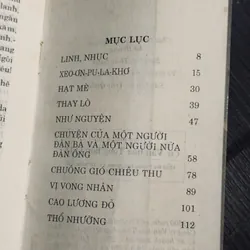 MỤC LỤC
LINH, NHỤC 8
XEO-ỌN-PU-LA-KHƠ 15
HẠT MÊ 30
THAY LÔ 39
NHƯ NGUYỆN 47
CHUYỆN CỦA MỘT NGƯỜI
ĐÀN BÀ VÀ MỘT NGƯỜI NỬA
ĐÀN ÔNG 58
CHUÔNG GIÓ CHIỀU THU 78
VỊ VONG NHÂN 89
CAO LƯƠNG ĐỎ 101
THỔ NHƯỠNG 112